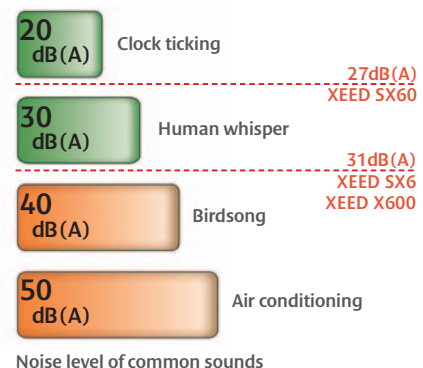 20
dB(A)
Clock ticking
27dB(A)
XEED SX60
30
dB(A)
Human whisper
31dB(A)
XEED SX6
XEED X600
40
dB(A)
Birdsong
50
dB(A)
Air conditioning
Noise level of common sounds